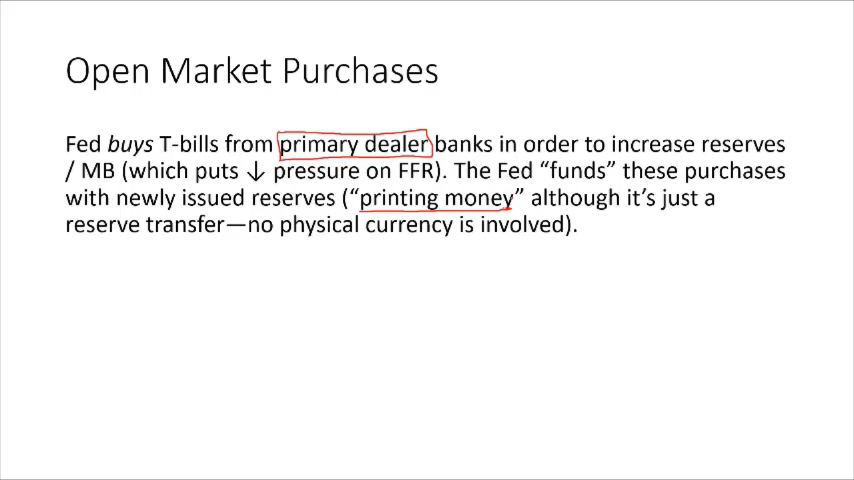 Open Market Purchases
Fed buys T-bills from primary dealer banks in order to increase reserves
/ MB (which puts ↓ pressure on FFR). The Fed “funds” these purchases
with newly issued reserves (“printing money” although it’s just a
reserve transfer—no physical currency is involved).